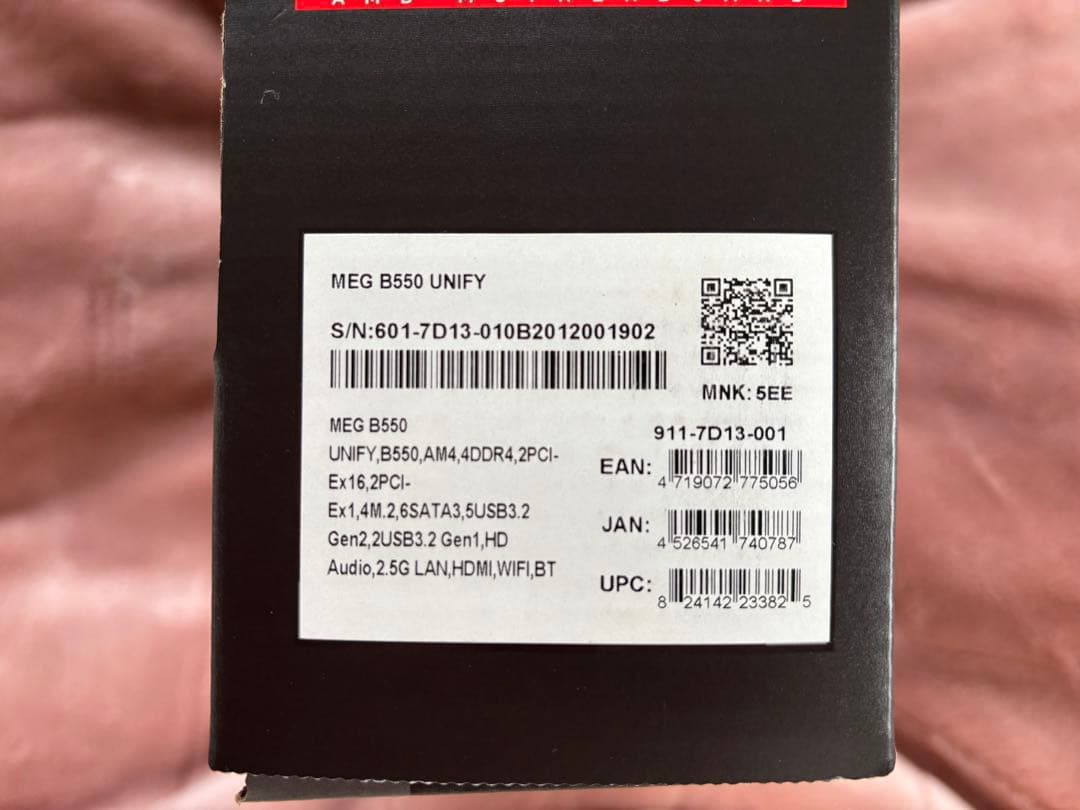 AMD MOTHERBOARD
MEG B550 UNIFY
S/N:601-7D13-010B2012001902
MNK: 5EE
MEG B550
UNIFY,B550,AM4,4DDR4,2PCI-
Ex16,2PCI-
Ex1,4M.2,6SATA3,5USB3.2
Gen2,2USB3.2 Gen1,HD
Audio,2.5G LAN,HDMI,WIFI,BT
911-7D13-001
EAN:
4 719072 775056
JAN:
4 526541 740787
UPC:
8 24142 23382 5